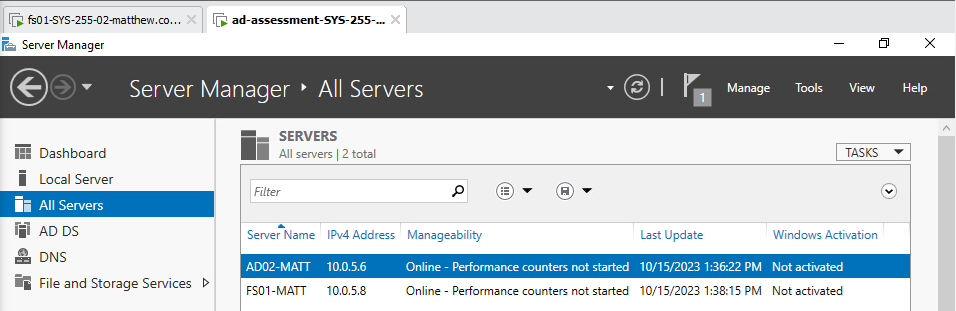 fs01-SYS-255-02-matthew.co... ad-assessment-SYS-255-...
Server Manager
Server Manager All Servers 1 Manage Tools View Help
Dashboard
Local Server
All Servers
AD DS
DNS
File and Storage Services
SERVERS
All servers | 2 total
TASKS
Filter
Server Name IPv4 Address Manageability Last Update Windows Activation
AD02-MATT 10.0.5.6 Online - Performance counters not started 10/15/2023 1:36:22 PM Not activated
FS01-MATT 10.0.5.8 Online - Performance counters not started 10/15/2023 1:38:15 PM Not activated